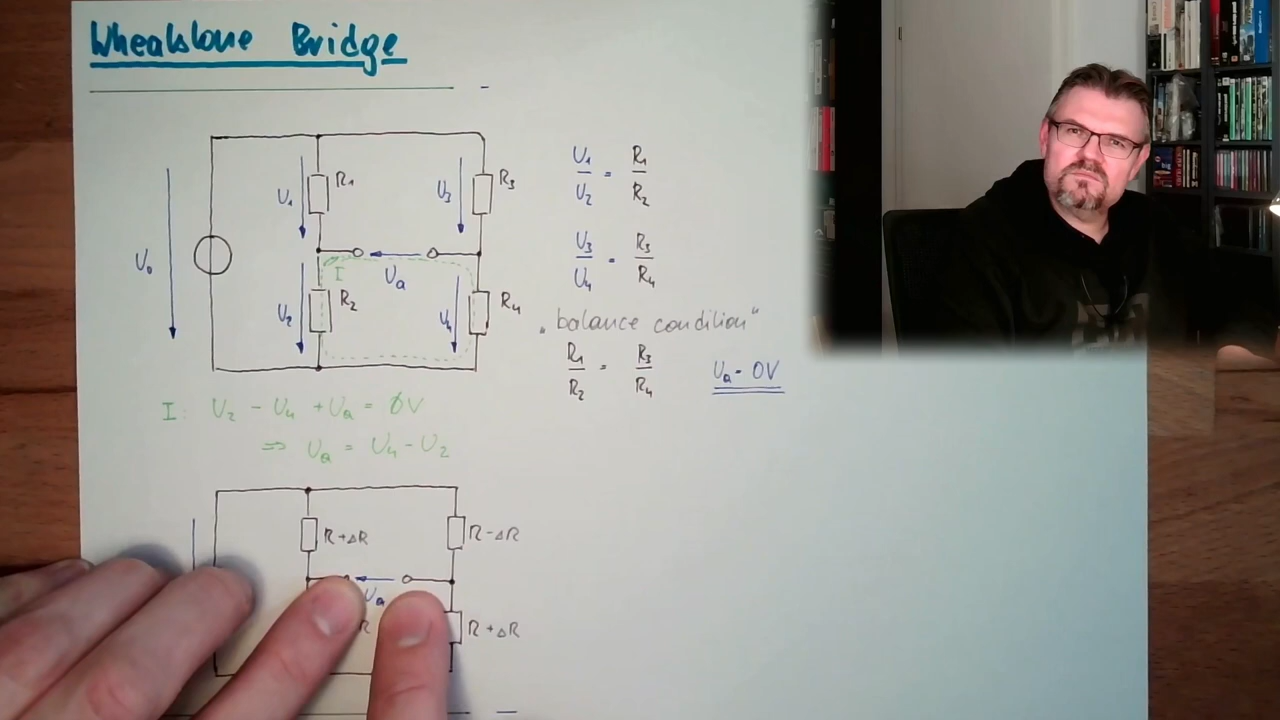 Wheatstone Bridge
U₁/U₂ = R₁/R₂
U₀ U₁ R₁ U₃ R₃
Uₐ I
U₂ R₂ U₄ R₄
U₃/U₄ = R₃/R₄
"balance condition"
R₁/R₂ = R₃/R₄ Uₐ = 0V
I: U₂ - U₄ + Uₐ = 0V
⇒ Uₐ = U₄ - U₂
R+ΔR R-ΔR
Uₐ
R R+ΔR